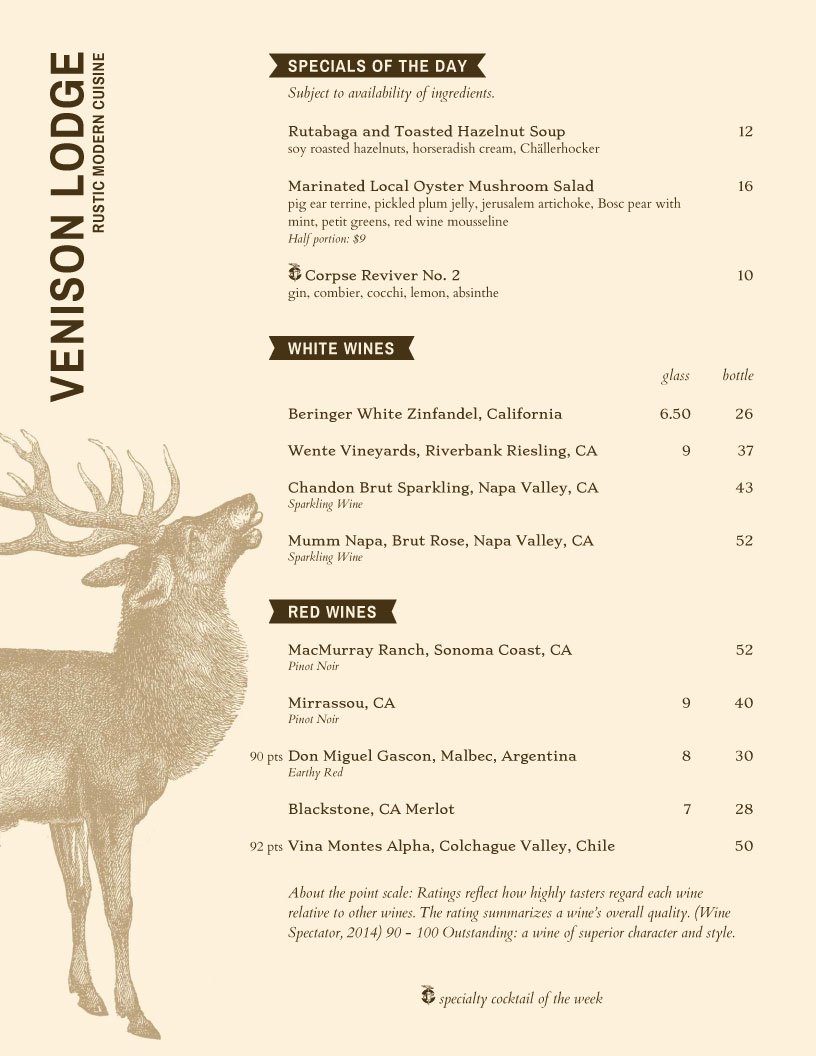 VENISON LODGE
RUSTIC MODERN CUISINE
SPECIALS OF THE DAY
Subject to availability of ingredients.
Rutabaga and Toasted Hazelnut Soup 12
soy roasted hazelnuts, horseradish cream, Chällerhocker
Marinated Local Oyster Mushroom Salad 16
pig ear terrine, pickled plum jelly, jerusalem artichoke, Bosc pear with
mint, petit greens, red wine mousseline
Half portion: $9
Corpse Reviver No. 2 10
gin, combier, cocchi, lemon, absinthe
WHITE WINES
glass bottle
Beringer White Zinfandel, California 6.50 26
Wente Vineyards, Riverbank Riesling, CA 9 37
Chandon Brut Sparkling, Napa Valley, CA 43
Sparkling Wine
Mumm Napa, Brut Rose, Napa Valley, CA 52
Sparkling Wine
RED WINES
MacMurray Ranch, Sonoma Coast, CA 52
Pinot Noir
Mirrassou, CA 9 40
Pinot Noir
90 pts Don Miguel Gascon, Malbec, Argentina 8 30
Earthy Red
Blackstone, CA Merlot 7 28
92 pts Vina Montes Alpha, Colchague Valley, Chile 50
About the point scale: Ratings reflect how highly tasters regard each wine
relative to other wines. The rating summarizes a wine's overall quality. (Wine
Spectator, 2014) 90 – 100 Outstanding: a wine of superior character and style.
specialty cocktail of the week